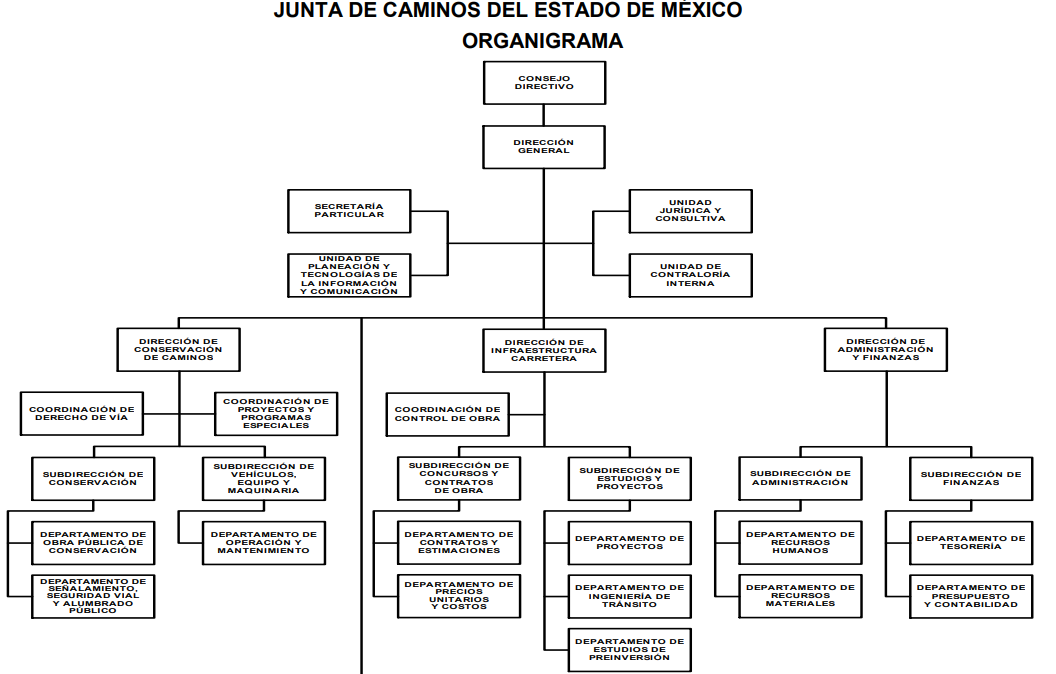 JUNTA DE CAMINOS DEL ESTADO DE MÉXICO
ORGANIGRAMA
CONSEJO
DIRECTIVO
DIRECCIÓN
GENERAL
SECRETARÍA
PARTICULAR
UNIDAD
JURÍDICA Y
CONSULTIVA
UNIDAD DE
PLANEACIÓN Y
TECNOLOGÍAS DE
LA INFORMACIÓN
Y COMUNICACIÓN
UNIDAD DE
CONTRALORÍA
INTERNA
DIRECCIÓN DE
CONSERVACIÓN
DE CAMINOS
DIRECCIÓN DE
INFRAESTRUCTURA
CARRETERA
DIRECCIÓN DE
ADMINISTRACIÓN
Y FINANZAS
COORDINACIÓN DE
DERECHO DE VÍA
COORDINACIÓN DE
PROYECTOS Y
PROGRAMAS
ESPECIALES
COORDINACIÓN DE
CONTROL DE OBRA
SUBDIRECCIÓN DE
CONSERVACIÓN
SUBDIRECCIÓN DE
VEHÍCULOS,
EQUIPO Y
MAQUINARIA
SUBDIRECCIÓN DE
CONCURSOS Y
CONTRATOS
DE OBRA
SUBDIRECCIÓN DE
ESTUDIOS Y
PROYECTOS
SUBDIRECCIÓN DE
ADMINISTRACIÓN
SUBDIRECCIÓN DE
FINANZAS
DEPARTAMENTO DE
OBRA PÚBLICA DE
CONSERVACIÓN
DEPARTAMENTO DE
OPERACIÓN Y
MANTENIMIENTO
DEPARTAMENTO DE
CONTRATOS Y
ESTIMACIONES
DEPARTAMENTO DE
PROYECTOS
DEPARTAMENTO DE
RECURSOS
HUMANOS
DEPARTAMENTO DE
TESORERÍA
DEPARTAMENTO DE
SEÑALAMIENTO,
SEGURIDAD VIAL
Y ALUMBRADO
PÚBLICO
DEPARTAMENTO DE
PRECIOS
UNITARIOS
Y COSTOS
DEPARTAMENTO DE
INGENIERÍA DE
TRÁNSITO
DEPARTAMENTO DE
RECURSOS
MATERIALES
DEPARTAMENTO DE
PRESUPUESTO
Y CONTABILIDAD
DEPARTAMENTO DE
ESTUDIOS DE
PREINVERSIÓN